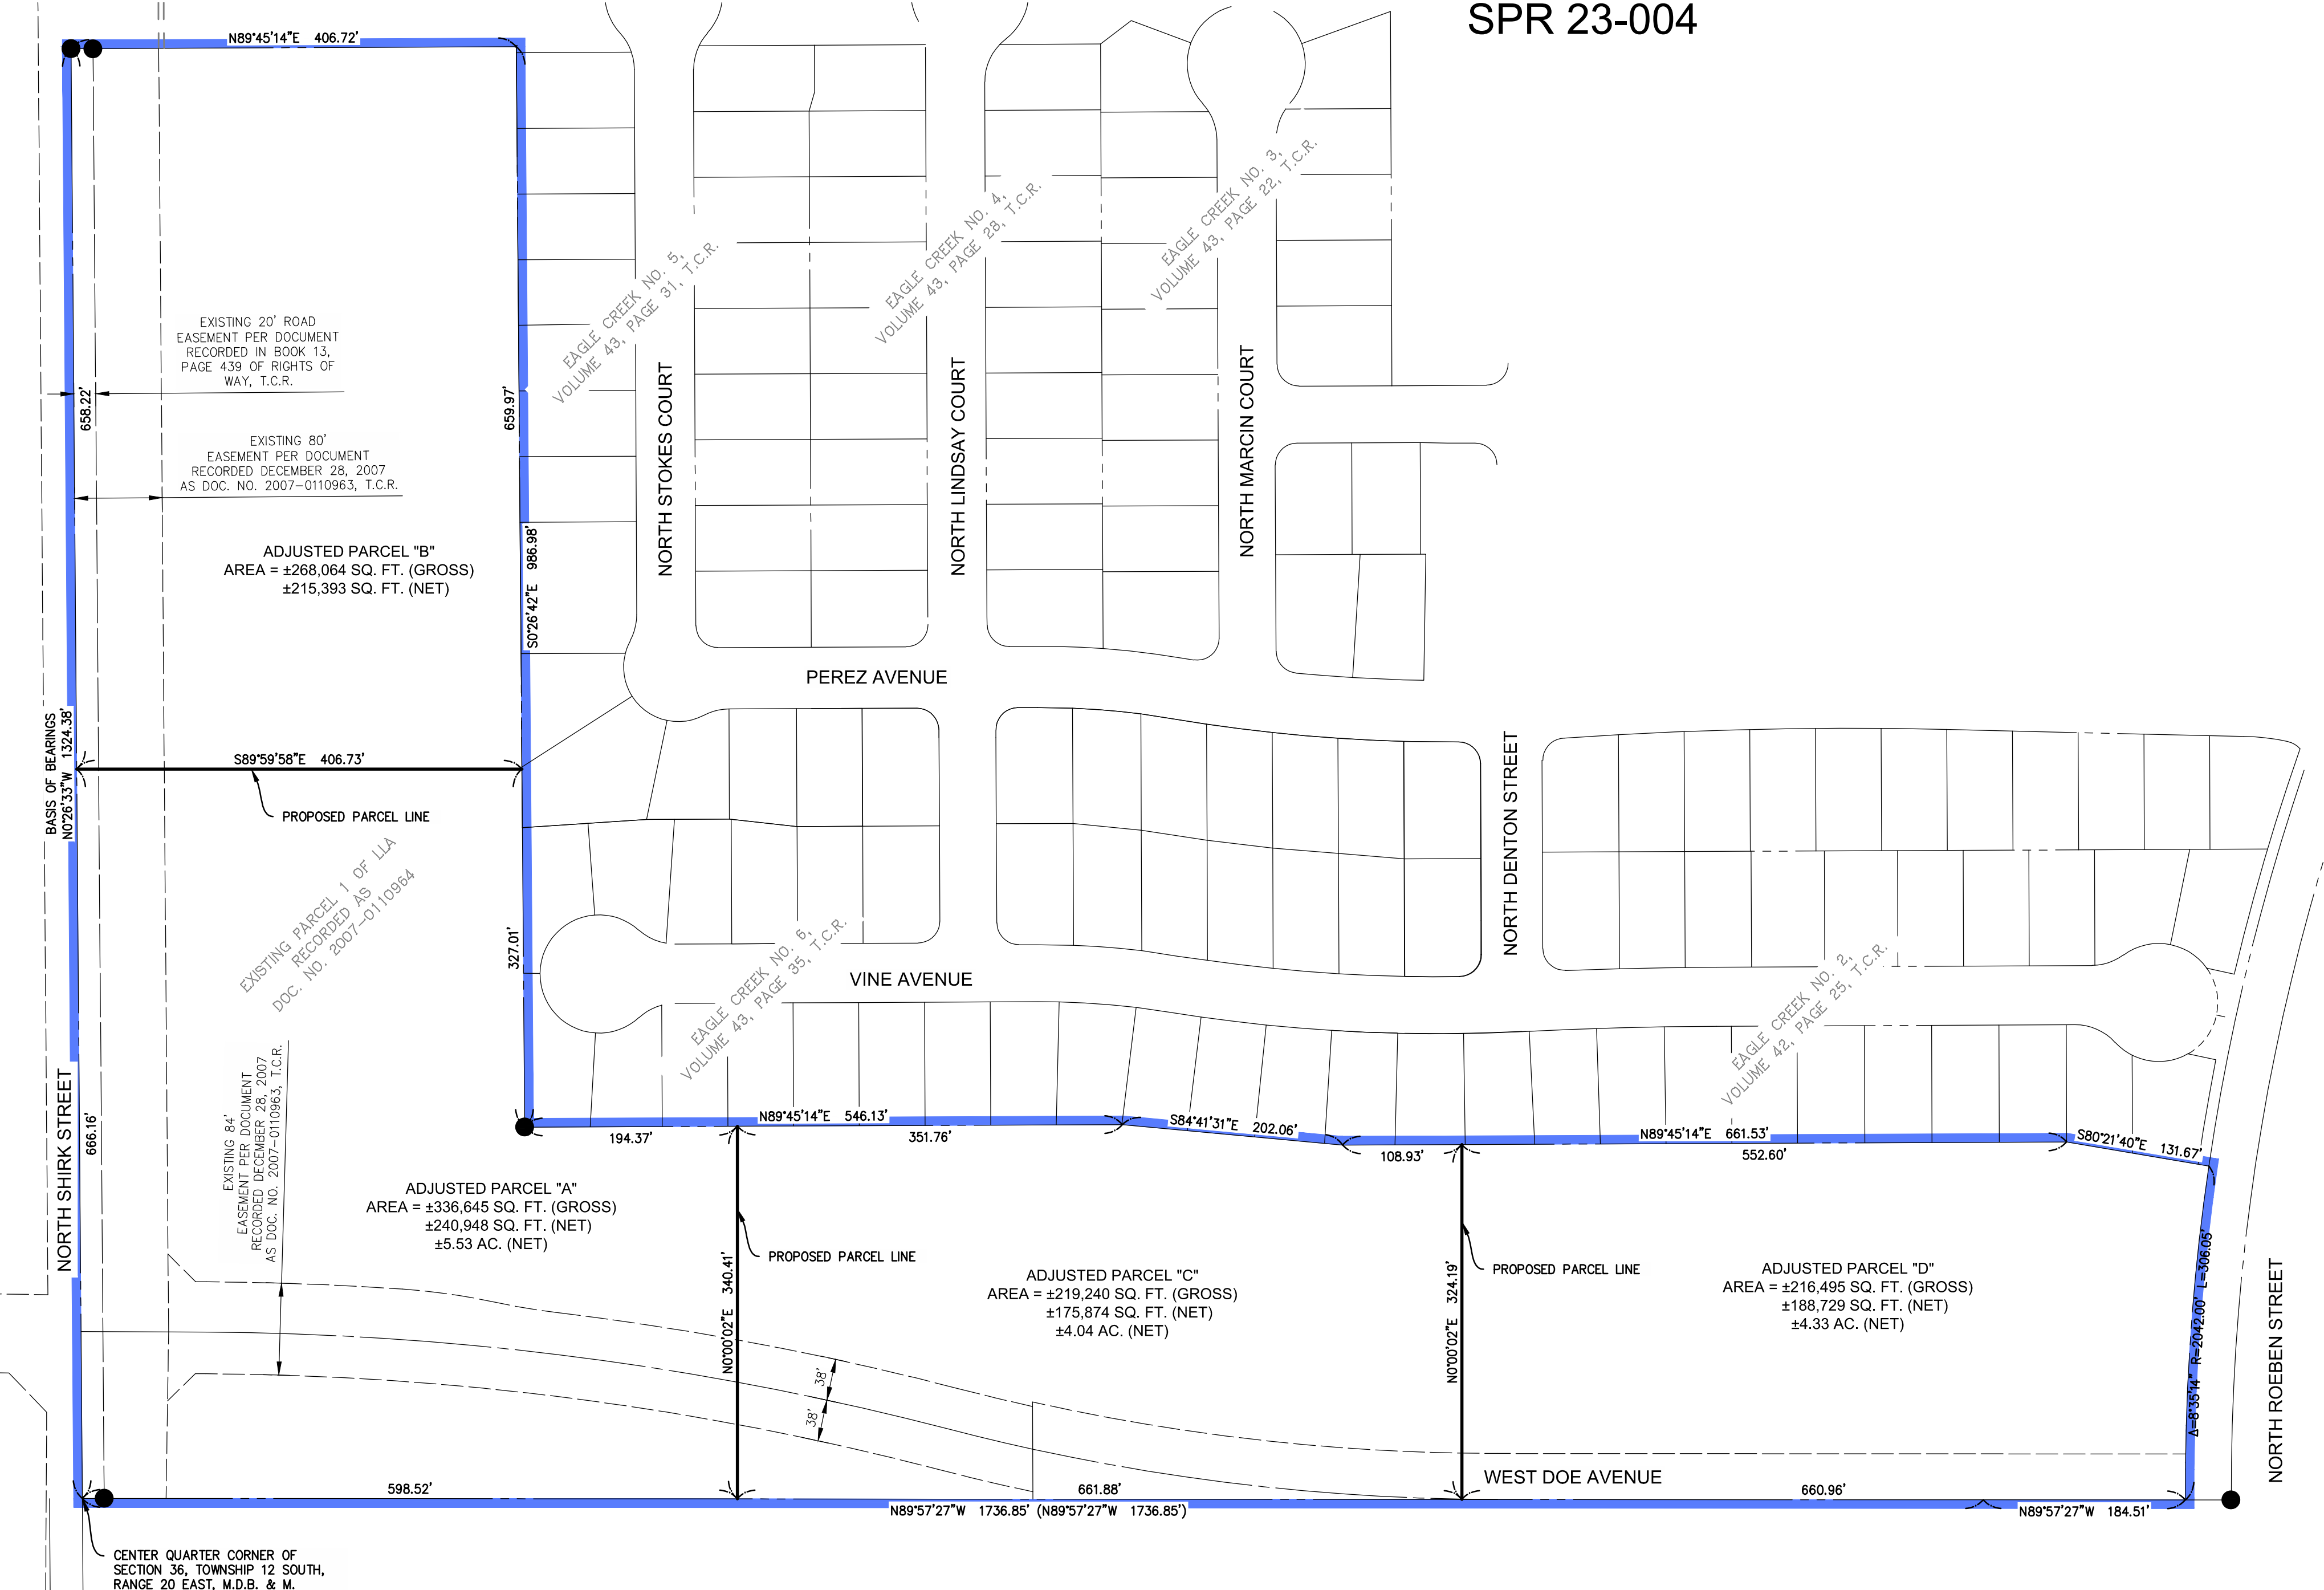 SPR 23-004
N89°45'14"E 406.72'
EXISTING 20' ROAD
EASEMENT PER DOCUMENT
RECORDED IN BOOK 13,
PAGE 439 OF RIGHTS OF
WAY, T.C.R.
658.22'
EXISTING 80'
EASEMENT PER DOCUMENT
RECORDED DECEMBER 28, 2007
AS DOC. NO. 2007-0110963, T.C.R.
ADJUSTED PARCEL "B"
AREA = ±268,064 SQ. FT. (GROSS)
±215,393 SQ. FT. (NET)
659.97'
S0°26'42"E 986.98'
EAGLE CREEK NO. 5,
VOLUME 43, PAGE 31, T.C.R.
EAGLE CREEK NO. 4,
VOLUME 43, PAGE 28, T.C.R.
EAGLE CREEK NO. 3,
VOLUME 43, PAGE 22, T.C.R.
NORTH STOKES COURT
NORTH LINDSAY COURT
NORTH MARCIN COURT
PEREZ AVENUE
BASIS OF BEARINGS
N0°26'33"W 1324.38'
S89°59'58"E 406.73'
PROPOSED PARCEL LINE
EXISTING PARCEL 1 OF LLA
RECORDED AS
DOC. NO. 2007-0110964
327.01'
NORTH DENTON STREET
VINE AVENUE
EAGLE CREEK NO. 6,
VOLUME 43, PAGE 35, T.C.R.
EAGLE CREEK NO. 2,
VOLUME 42, PAGE 25, T.C.R.
NORTH SHIRK STREET
666.16'
EXISTING 84'
EASEMENT PER DOCUMENT
RECORDED DECEMBER 28, 2007
AS DOC. NO. 2007-0110963, T.C.R.
N89°45'14"E 546.13'
194.37'
351.76'
S84°41'31"E 202.06'
108.93'
N89°45'14"E 661.53'
552.60'
S80°21'40"E 131.67'
ADJUSTED PARCEL "A"
AREA = ±336,645 SQ. FT. (GROSS)
±240,948 SQ. FT. (NET)
±5.53 AC. (NET)
N0°00'02"E 340.41'
PROPOSED PARCEL LINE
ADJUSTED PARCEL "C"
AREA = ±219,240 SQ. FT. (GROSS)
±175,874 SQ. FT. (NET)
±4.04 AC. (NET)
N0°00'02"E 324.19'
PROPOSED PARCEL LINE
ADJUSTED PARCEL "D"
AREA = ±216,495 SQ. FT. (GROSS)
±188,729 SQ. FT. (NET)
±4.33 AC. (NET)
Δ=8°35'14" R=2042.00' L=306.05'
NORTH ROEBEN STREET
38'
38'
WEST DOE AVENUE
598.52'
661.88'
660.96'
N89°57'27"W 1736.85' (N89°57'27"W 1736.85')
N89°57'27"W 184.51'
CENTER QUARTER CORNER OF
SECTION 36, TOWNSHIP 12 SOUTH,
RANGE 20 EAST, M.D.B. & M.